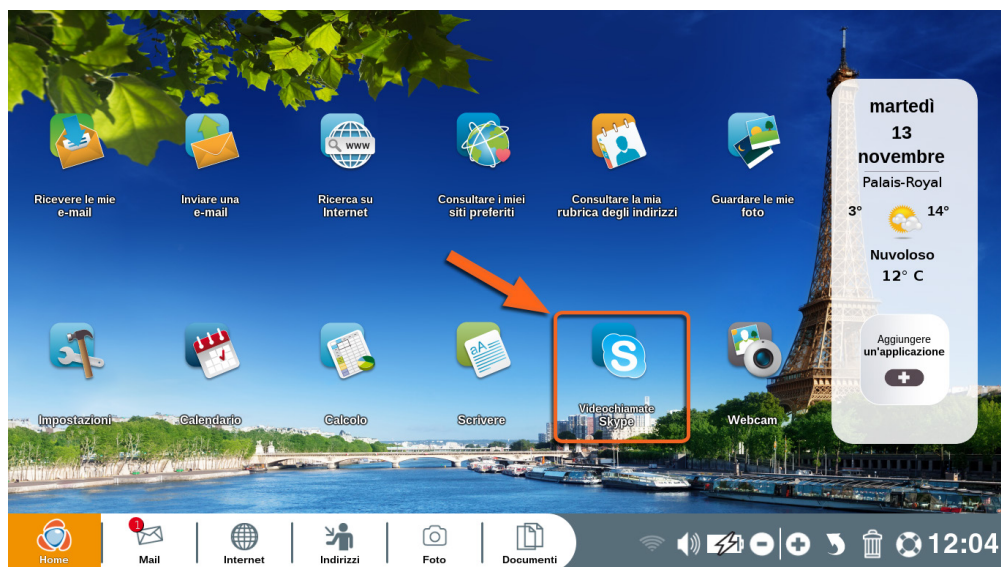 Ricevere le mie
e-mail
Inviare una
e-mail
www
Ricerca su
Internet
Consultare i miei
siti preferiti
Consultare la mia
rubrica degli indirizzi
Guardare le mie
foto
martedì
13
novembre
Palais-Royal
3°
14°
Nuvoloso
12° C
Aggiungere
un'applicazione
Impostazioni
Calendario
Calcolo
aA
Scrivere
S
Videochiamate
Skype
Webcam
Home
1
Mail
Internet
Indirizzi
Foto
Documenti
12:04